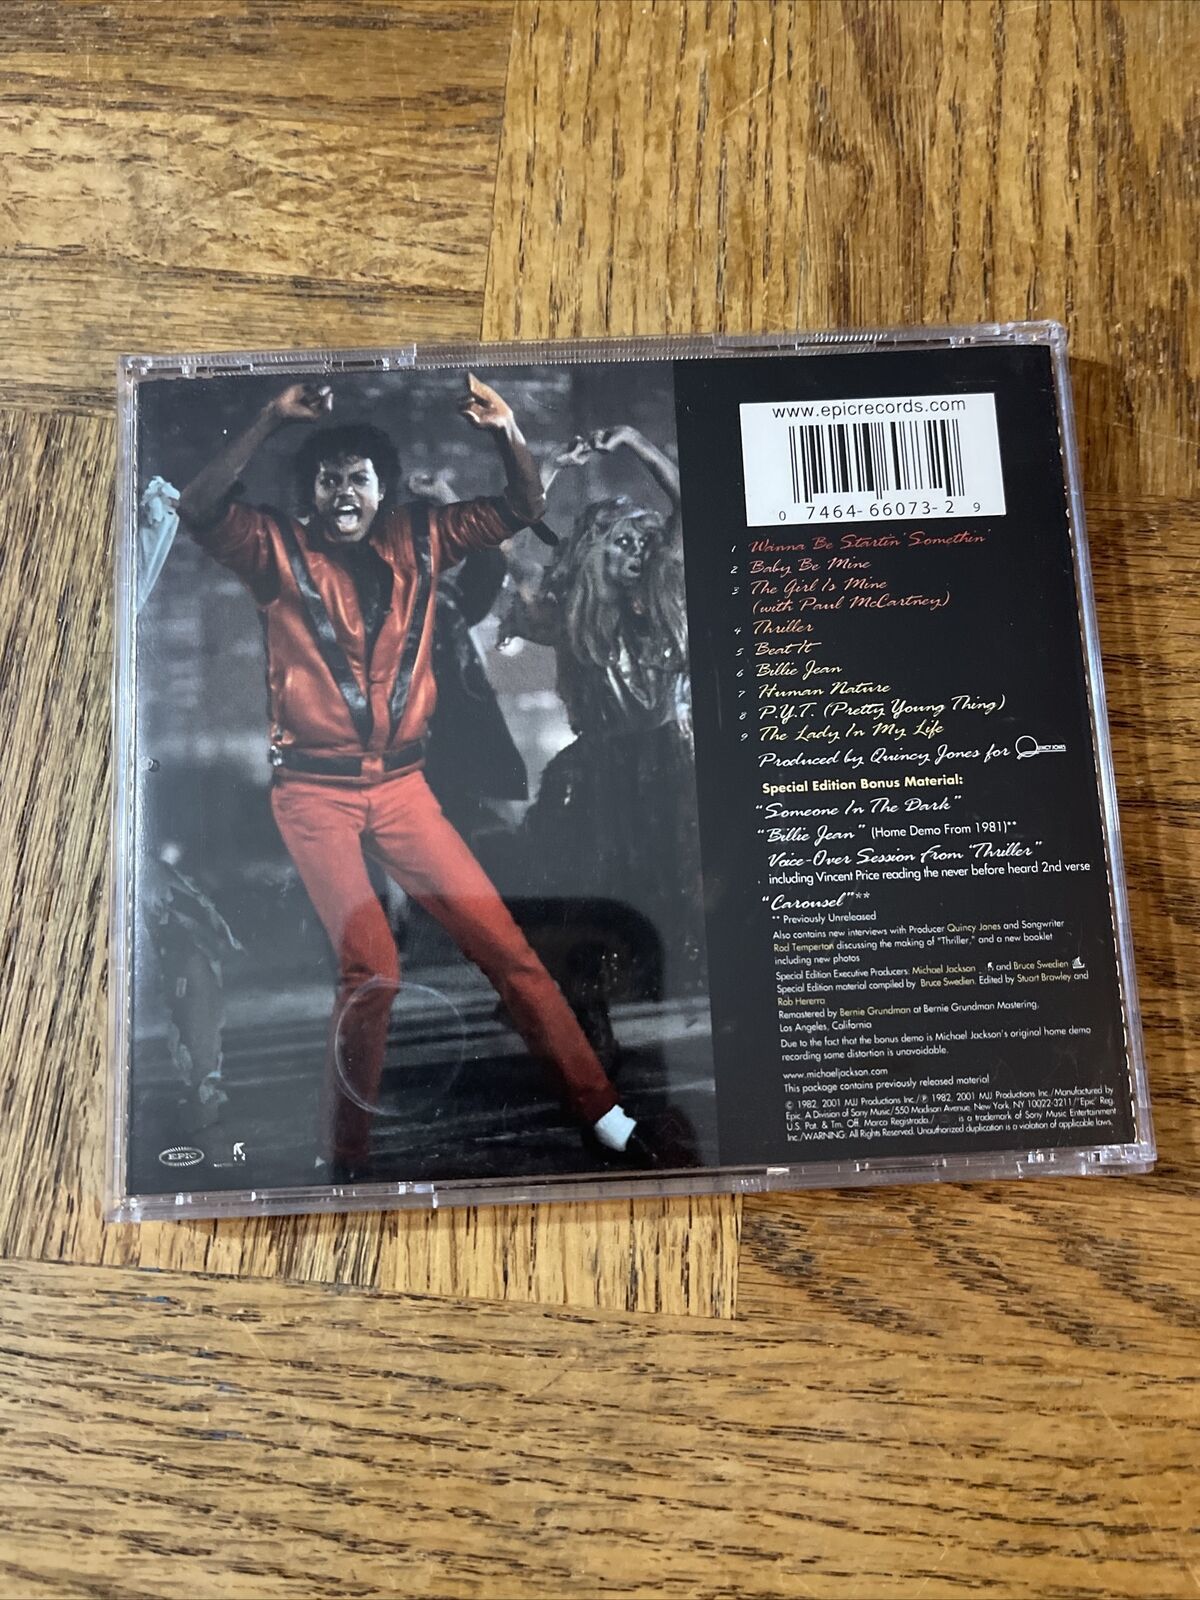 www.epicrecords.com
0 7464-66073-2 9
1 Wanna Be Startin' Somethin'
2 Baby Be Mine
3 The Girl Is Mine
(with Paul McCartney)
4 Thriller
5 Beat It
6 Billie Jean
7 Human Nature
8 P.Y.T. (Pretty Young Thing)
9 The Lady In My Life
Produced by Quincy Jones for QUINCY JONES
Special Edition Bonus Material:
"Someone In The Dark"
"Billie Jean" (Home Demo From 1981)**
Voice-Over Session From "Thriller"
including Vincent Price reading the never before heard 2nd verse
"Carousel"**
** Previously Unreleased
Also contains new interviews with Producer Quincy Jones and Songwriter
Rod Temperton discussing the making of "Thriller," and a new booklet
including new photos
Special Edition Executive Producers: Michael Jackson and Bruce Swedien
Special Edition material compiled by Bruce Swedien. Edited by Stuart Brawley and
Rob Hererra
Remastered by Bernie Grundman at Bernie Grundman Mastering,
Los Angeles, California
Due to the fact that the bonus demo is Michael Jackson's original home demo
recording some distortion is unavoidable.
www.michaeljackson.com
This package contains previously released material
© 1982, 2001 MJJ Productions Inc./℗ 1982, 2001 MJJ Productions Inc./Manufactured by
Epic, A Division of Sony Music/550 Madison Avenue, New York, NY 10022-3211/"Epic" Reg.
U.S. Pat. & Tm. Off. Marca Registrada./ is a trademark of Sony Music Entertainment
Inc./WARNING: All Rights Reserved. Unauthorized duplication is a violation of applicable laws.
EPIC